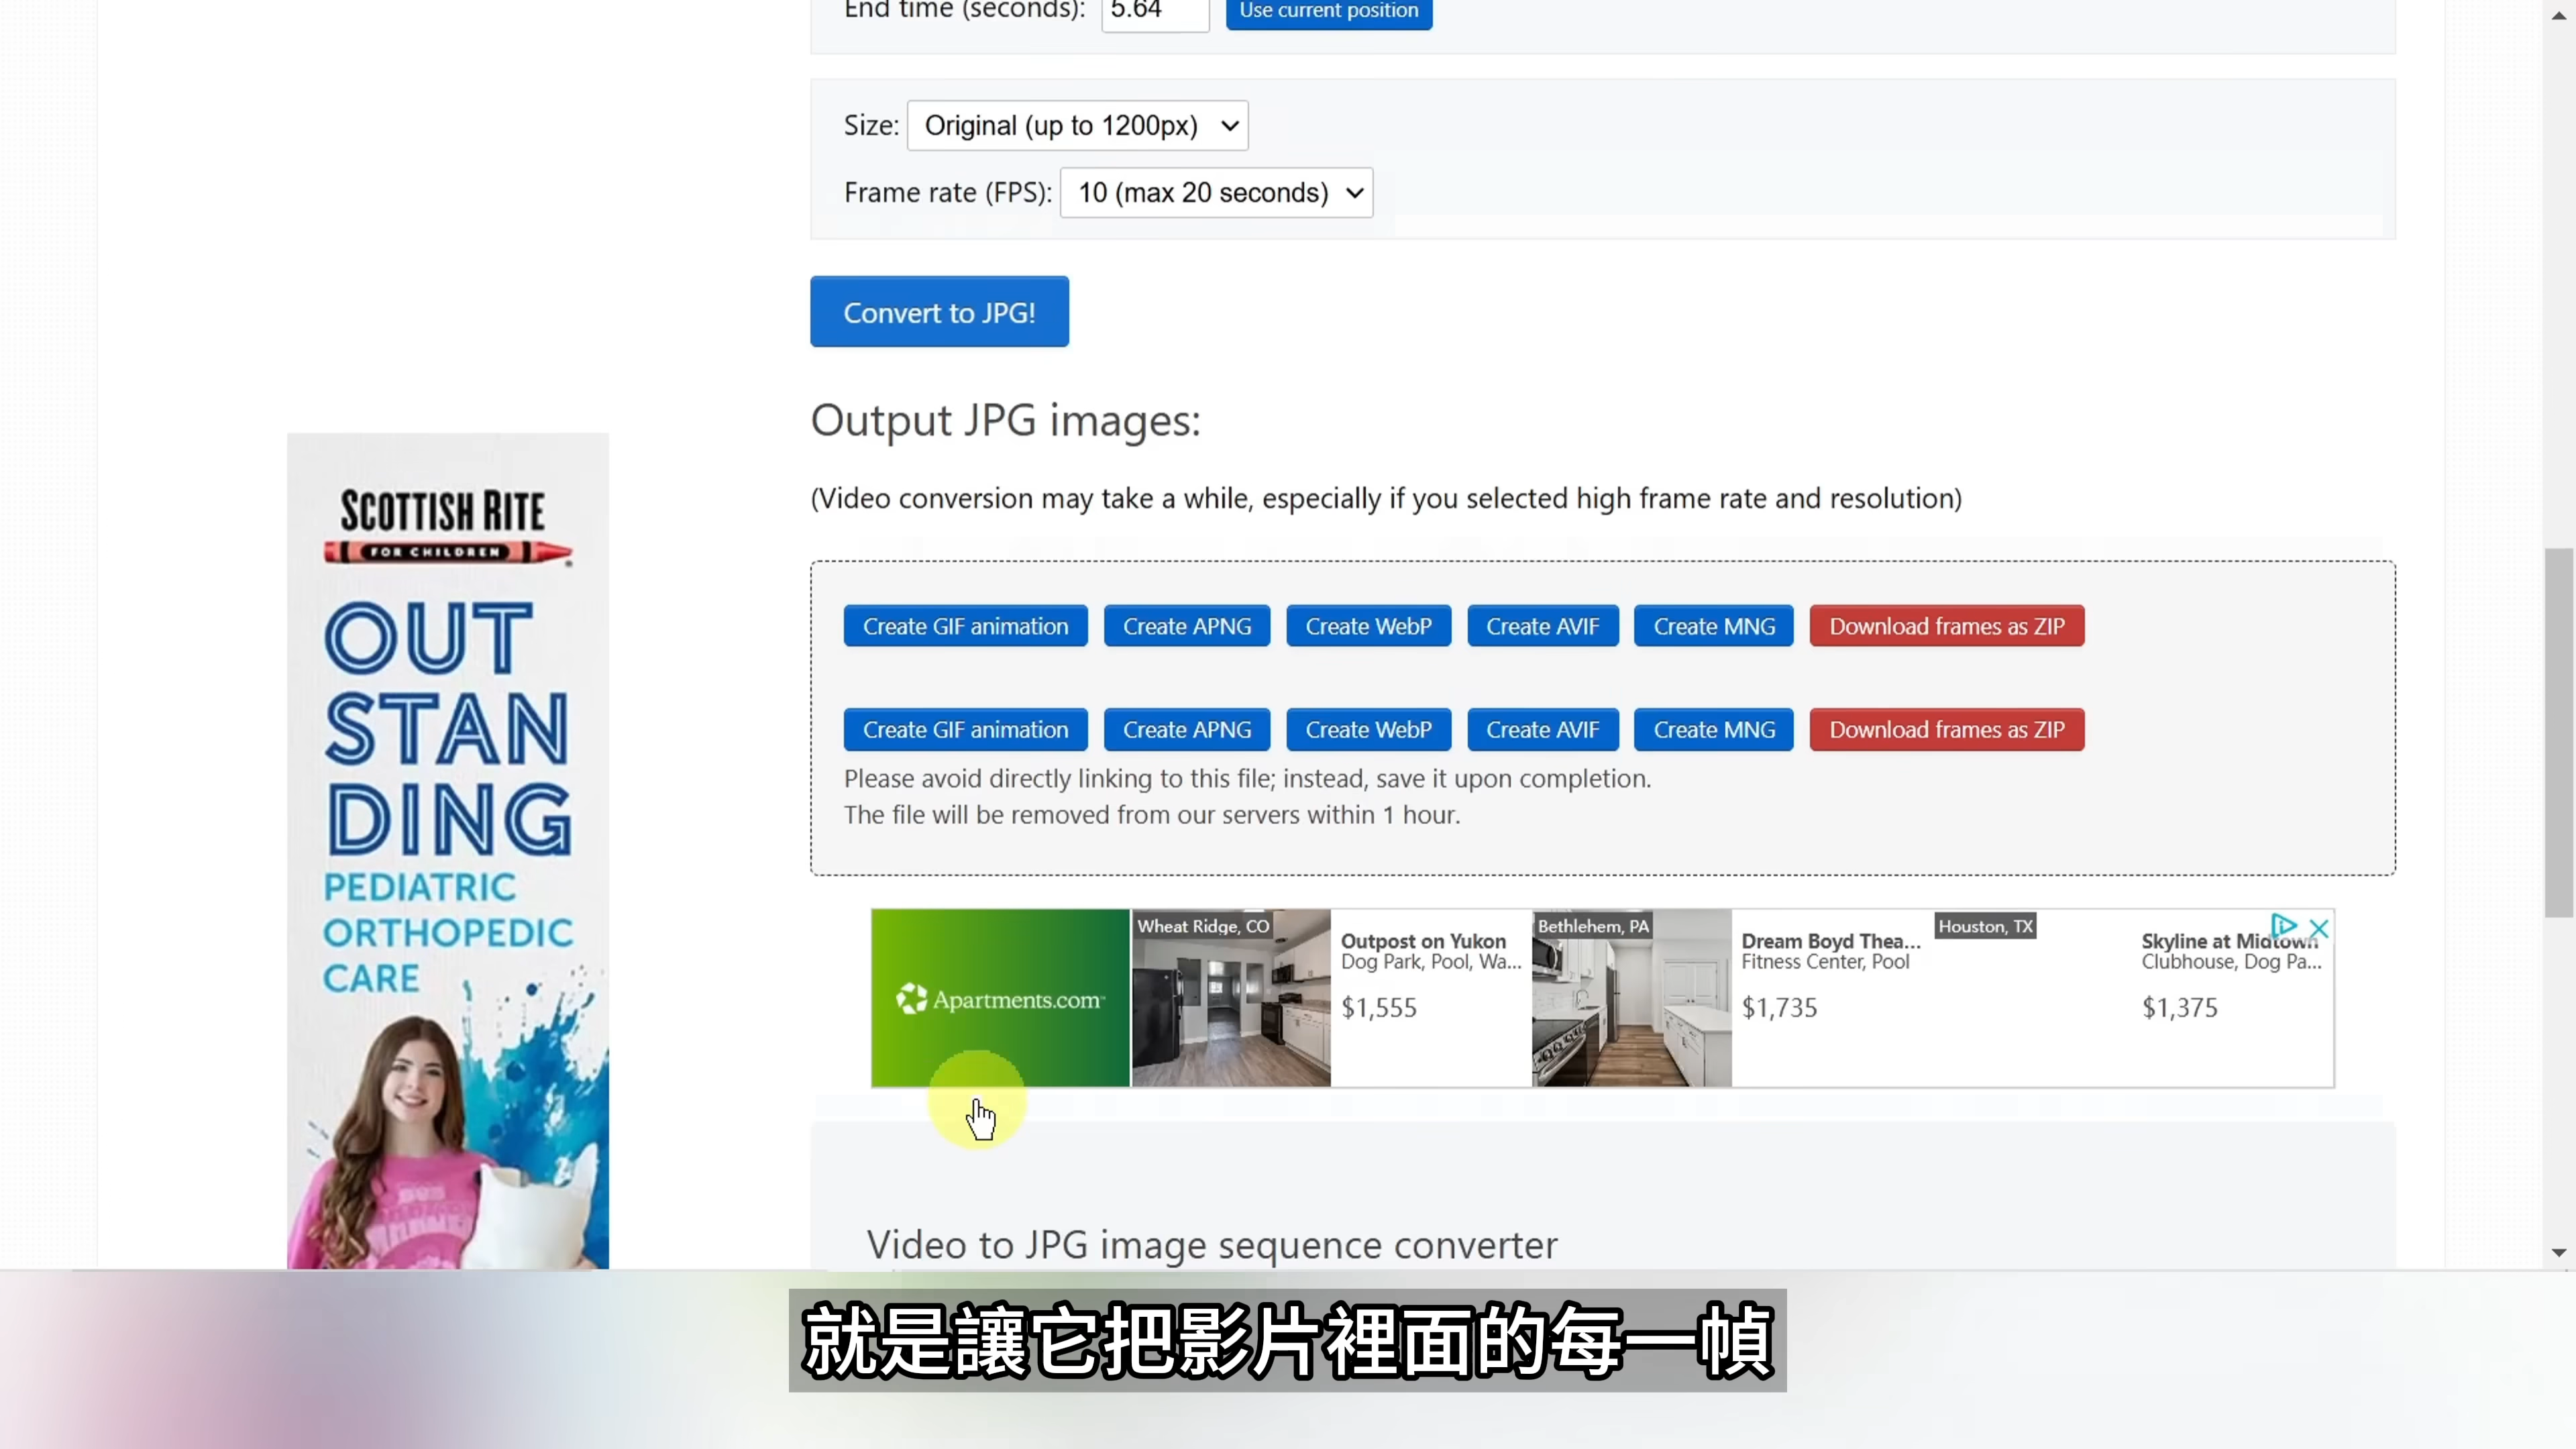 End time (seconds): 5.64 Use current position
Size: Original (up to 1200px)
Frame rate (FPS): 10 (max 20 seconds)
Convert to JPG!
Output JPG images:
(Video conversion may take a while, especially if you selected high frame rate and resolution)
Create GIF animation Create APNG Create WebP Create AVIF Create MNG Download frames as ZIP
Create GIF animation Create APNG Create WebP Create AVIF Create MNG Download frames as ZIP
Please avoid directly linking to this file; instead, save it upon completion.
The file will be removed from our servers within 1 hour.
SCOTTISH RITE
FOR CHILDREN
OUT
STAN
DING
PEDIATRIC
ORTHOPEDIC
CARE
Apartments.com
Wheat Ridge, CO
Outpost on Yukon
Dog Park, Pool, Wa...
$1,555
Bethlehem, PA
Dream Boyd Thea...
Fitness Center, Pool
$1,735
Houston, TX
Skyline at Midtown
Clubhouse, Dog Pa...
$1,375
Video to JPG image sequence converter
就是讓它把影片裡面的每一幀